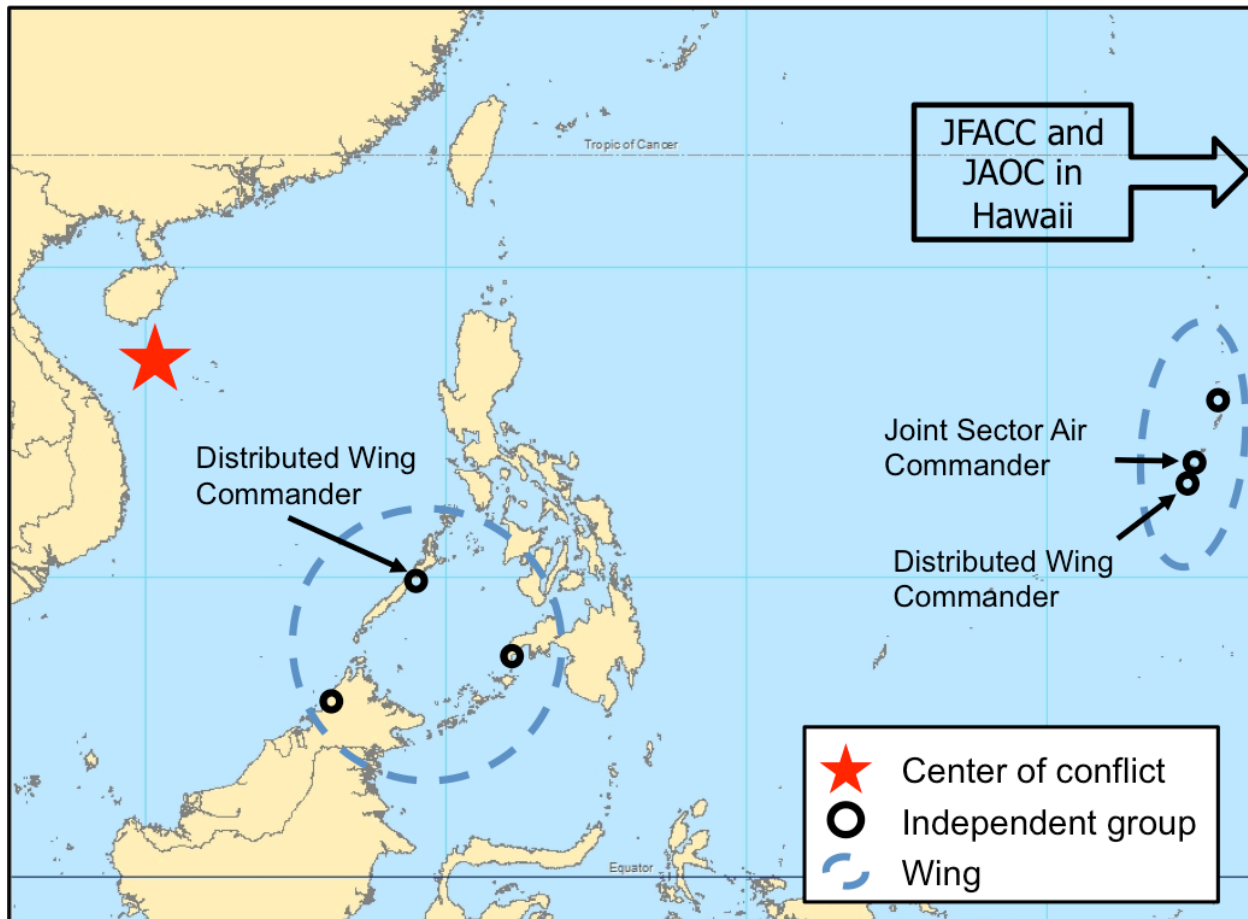 JFACC and
JAOC in
Hawaii
Tropic of Cancer
Joint Sector Air
Commander
Distributed Wing
Commander
Distributed Wing
Commander
Center of conflict
Independent group
Wing
Equator